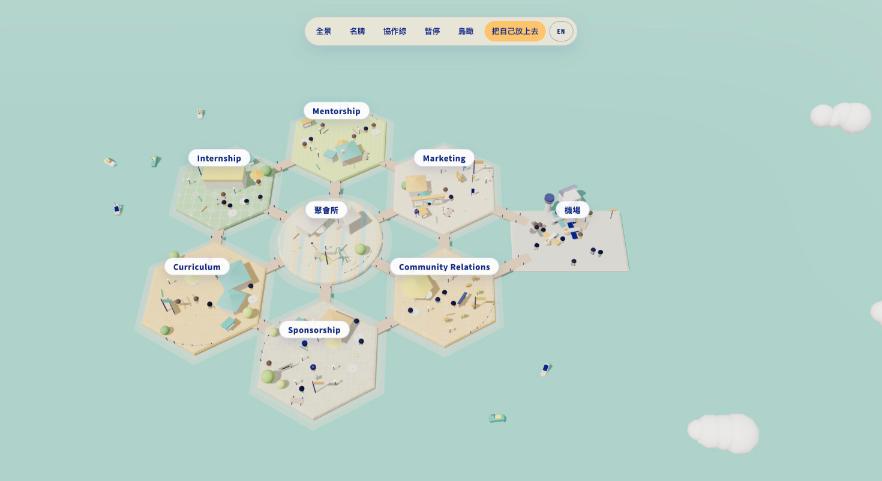 全景 名牌 協作線 暫停 鳥瞰 把自己放上去 EN
Mentorship
Internship
Marketing
聚會所
機場
Curriculum
Community Relations
Sponsorship